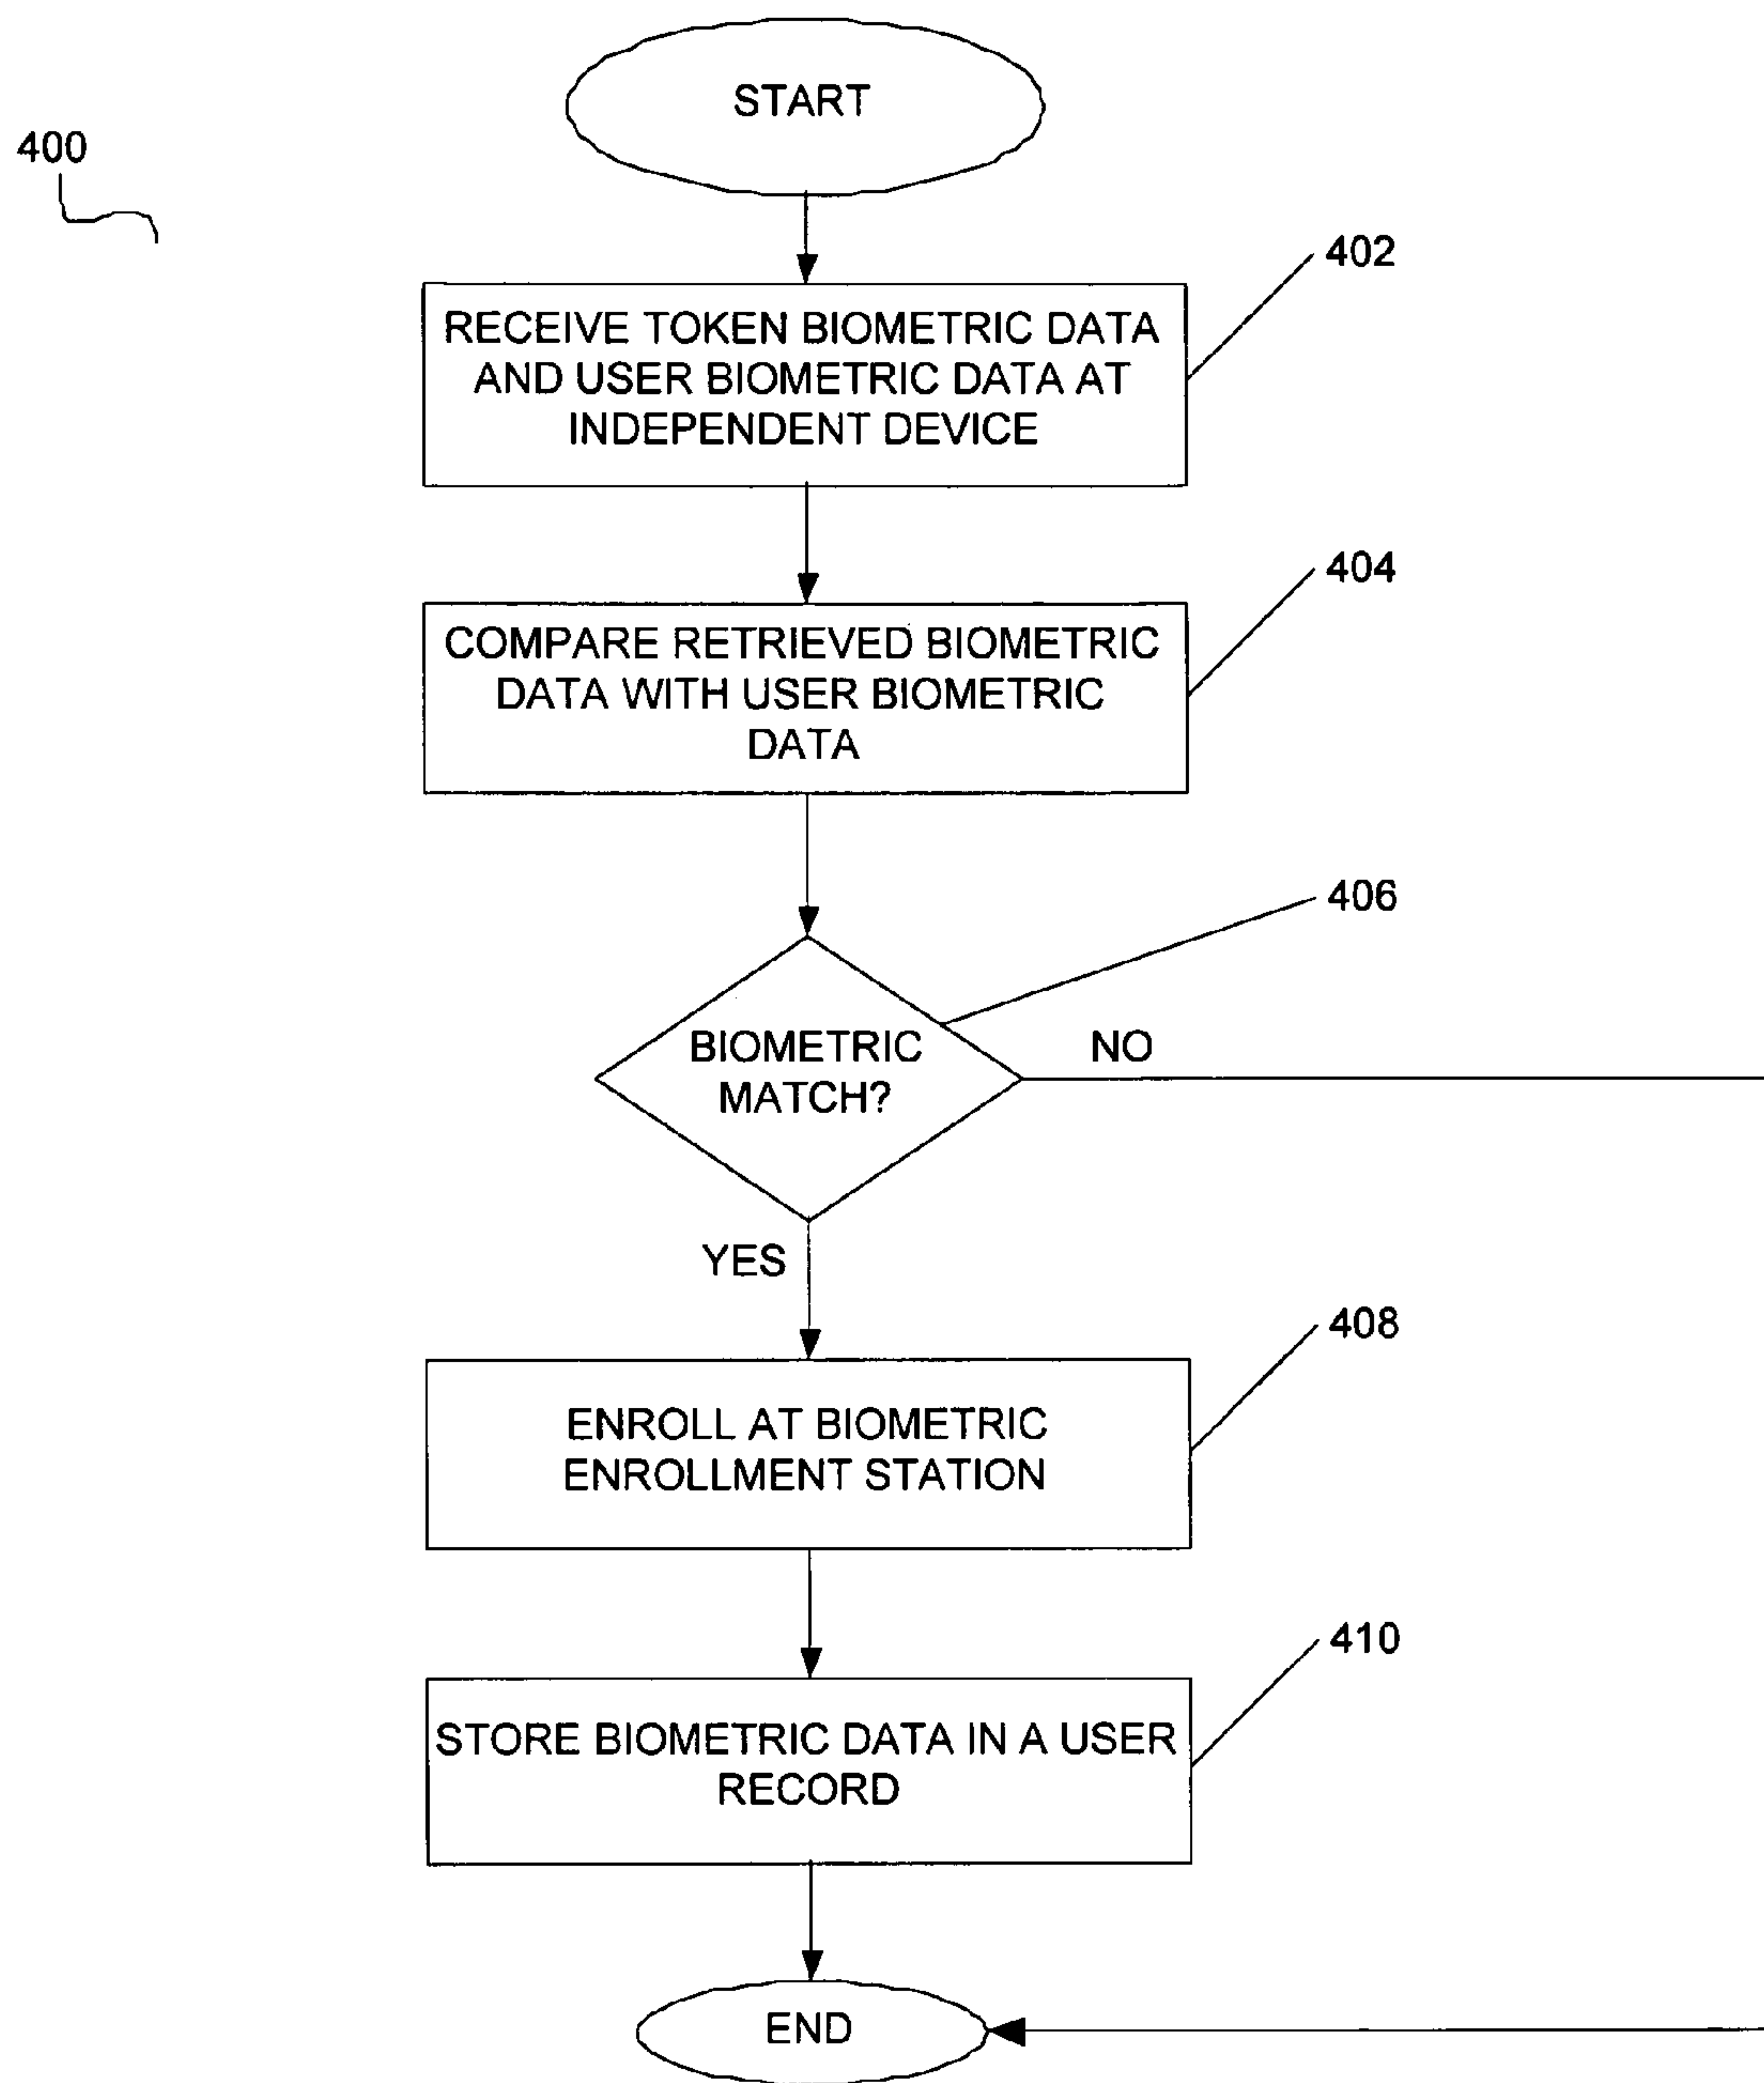 START
400
402
RECEIVE TOKEN BIOMETRIC DATA
AND USER BIOMETRIC DATA AT
INDEPENDENT DEVICE
404
COMPARE RETRIEVED BIOMETRIC
DATA WITH USER BIOMETRIC
DATA
406
BIOMETRIC
MATCH?
NO
YES
408
ENROLL AT BIOMETRIC
ENROLLMENT STATION
410
STORE BIOMETRIC DATA IN A USER
RECORD
END